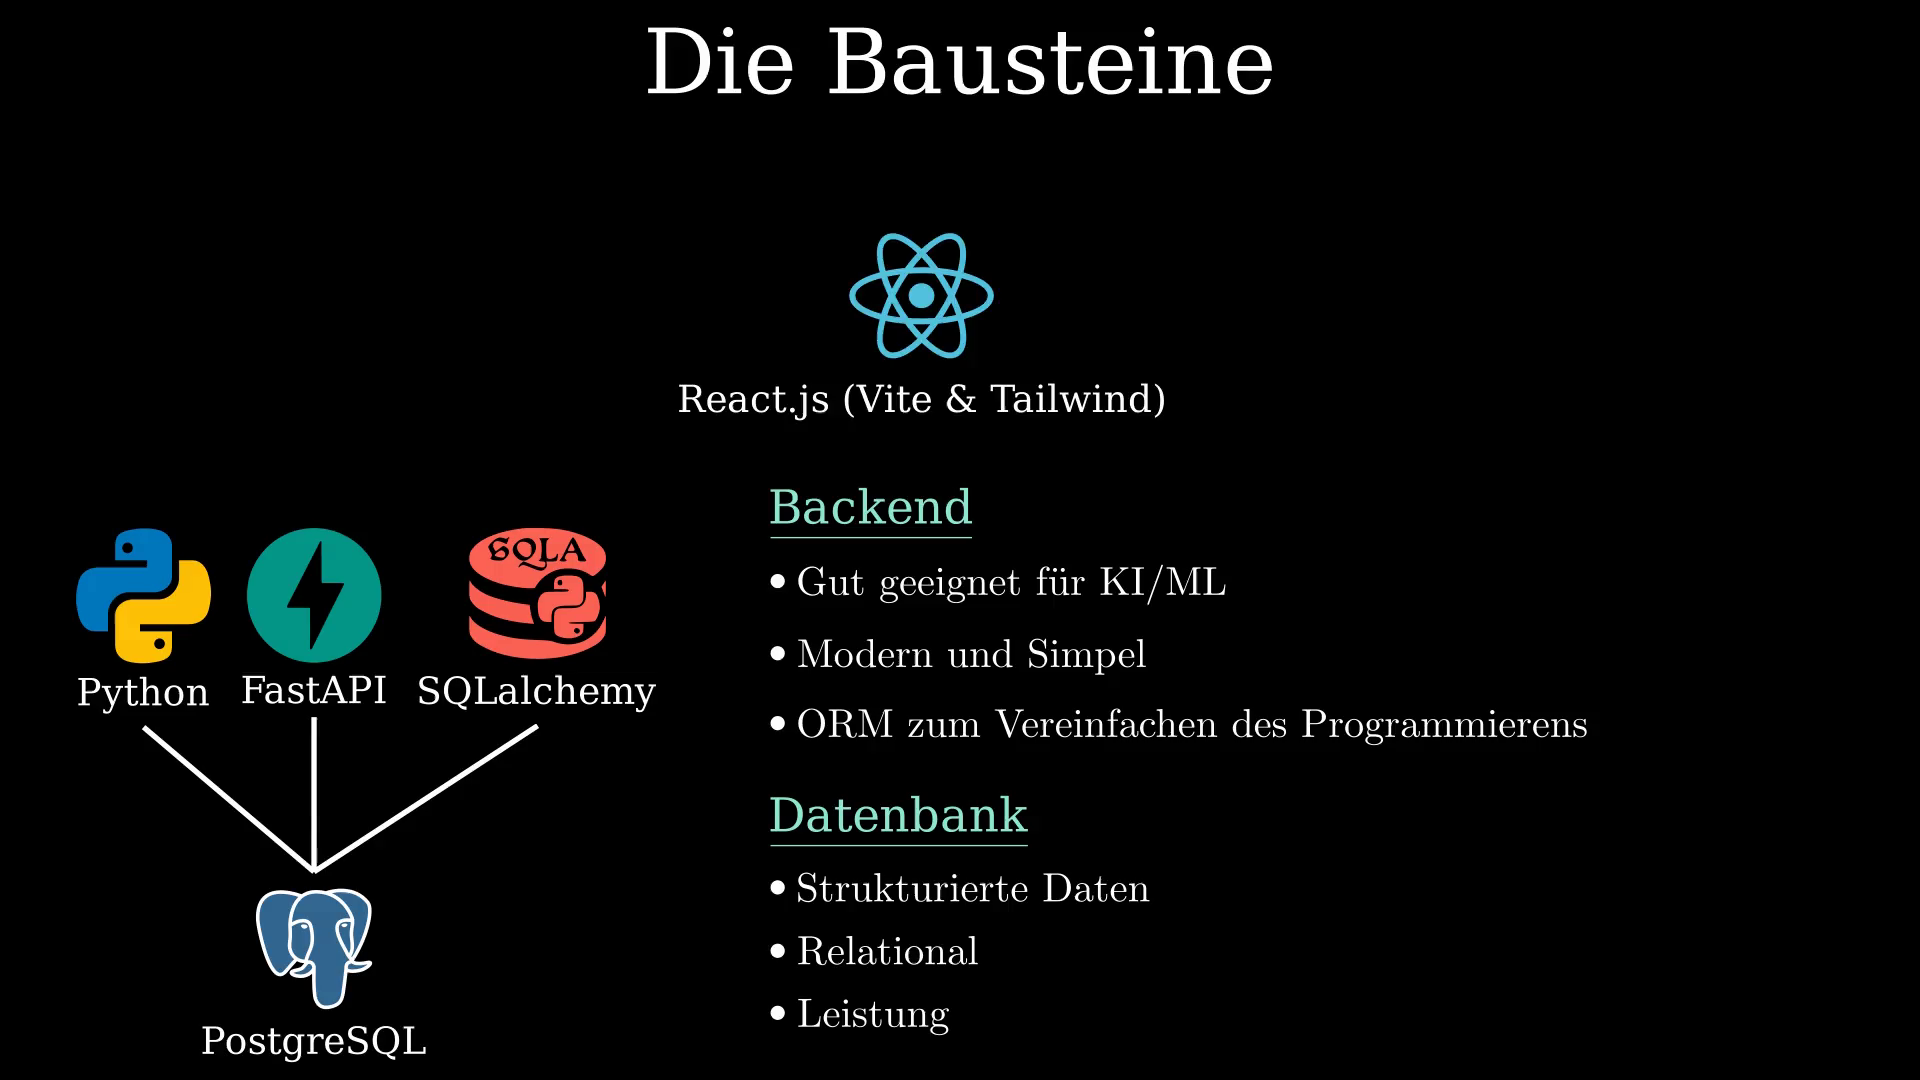 Die Bausteine
React.js (Vite & Tailwind)
SQLA
Python
FastAPI
SQLalchemy
PostgreSQL
Backend
• Gut geeignet für KI/ML
• Modern und Simpel
• ORM zum Vereinfachen des Programmierens
Datenbank
• Strukturierte Daten
• Relational
• Leistung